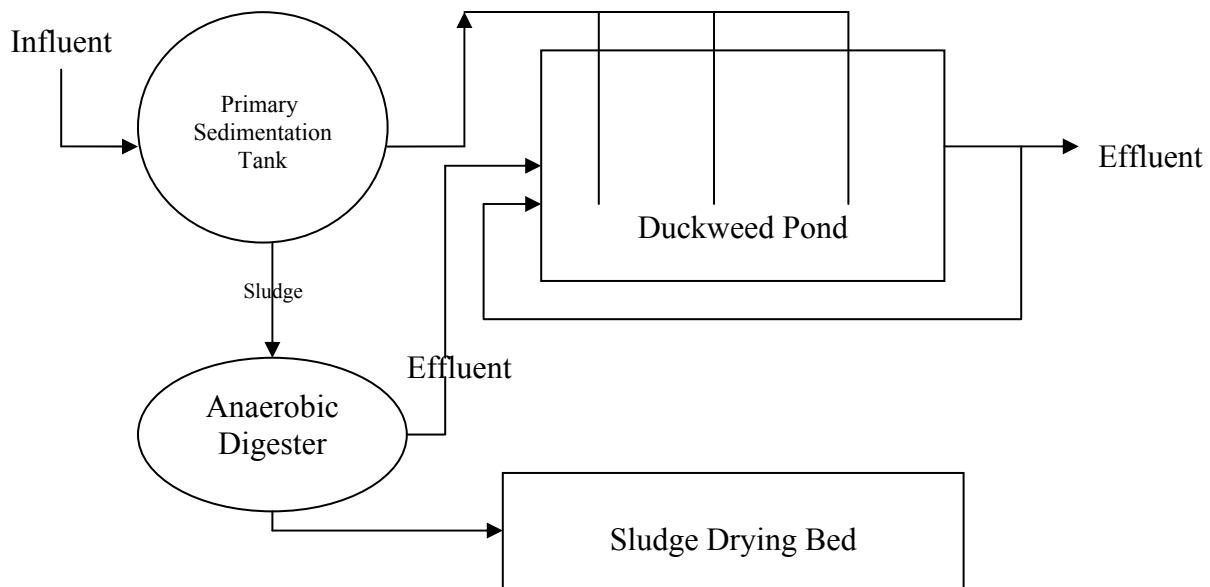 Influent
Primary
Sedimentation
Tank
Effluent
Duckweed Pond
Sludge
Effluent
Anaerobic
Digester
Sludge Drying Bed